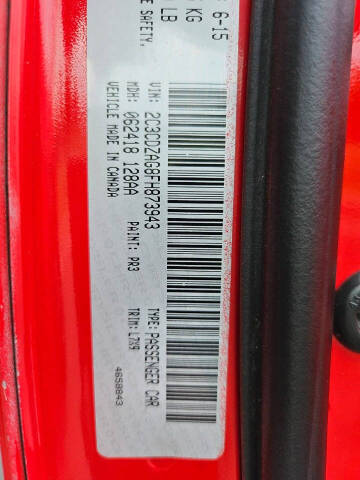 : 6-15
KG
LB
E SAFETY,
VIN: 2C3CDZAG8FH873943
TYPE: PASSENGER CAR
MDH: 062418 128AA
PAINT: PR3
TRIM: L7X9
VEHICLE MADE IN CANADA
4658843